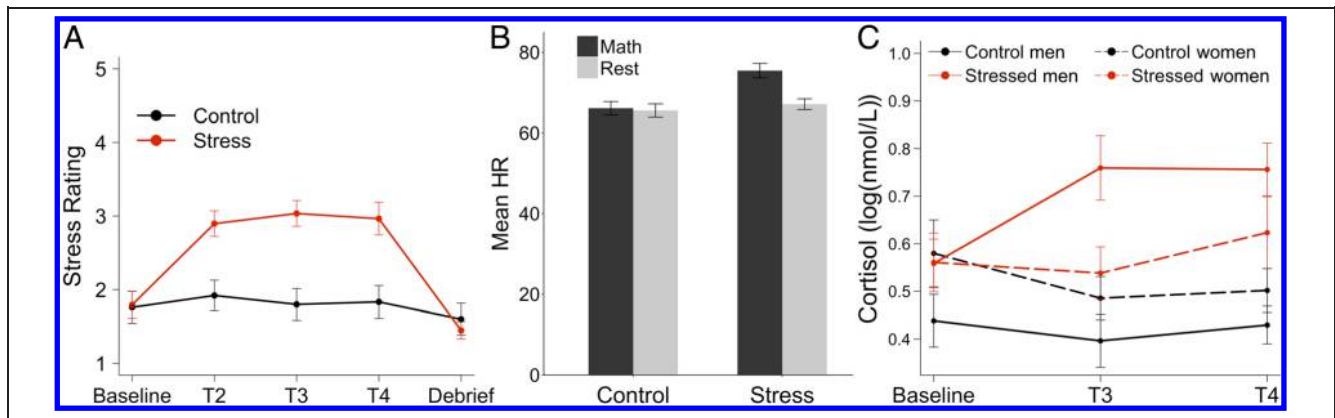 A
Stress Rating
5
4
3
2
1
Control
Stress
Baseline T2 T3 T4 Debrief
B
Mean HR
80
60
40
20
0
Math
Rest
Control Stress
C
Cortisol (log(nmol/L))
1.0
0.9
0.8
0.7
0.6
0.5
0.4
Control men Control women
Stressed men Stressed women
Baseline T3 T4